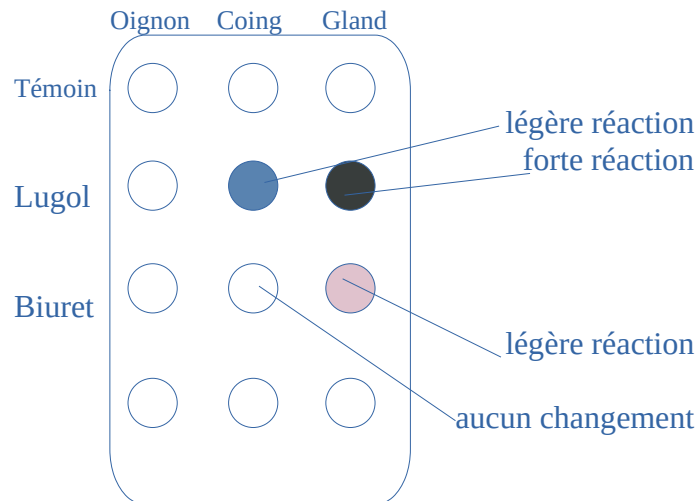 Oignon Coing Gland
Témoin
légère réaction
forte réaction
Lugol
Biuret
légère réaction
aucun changement